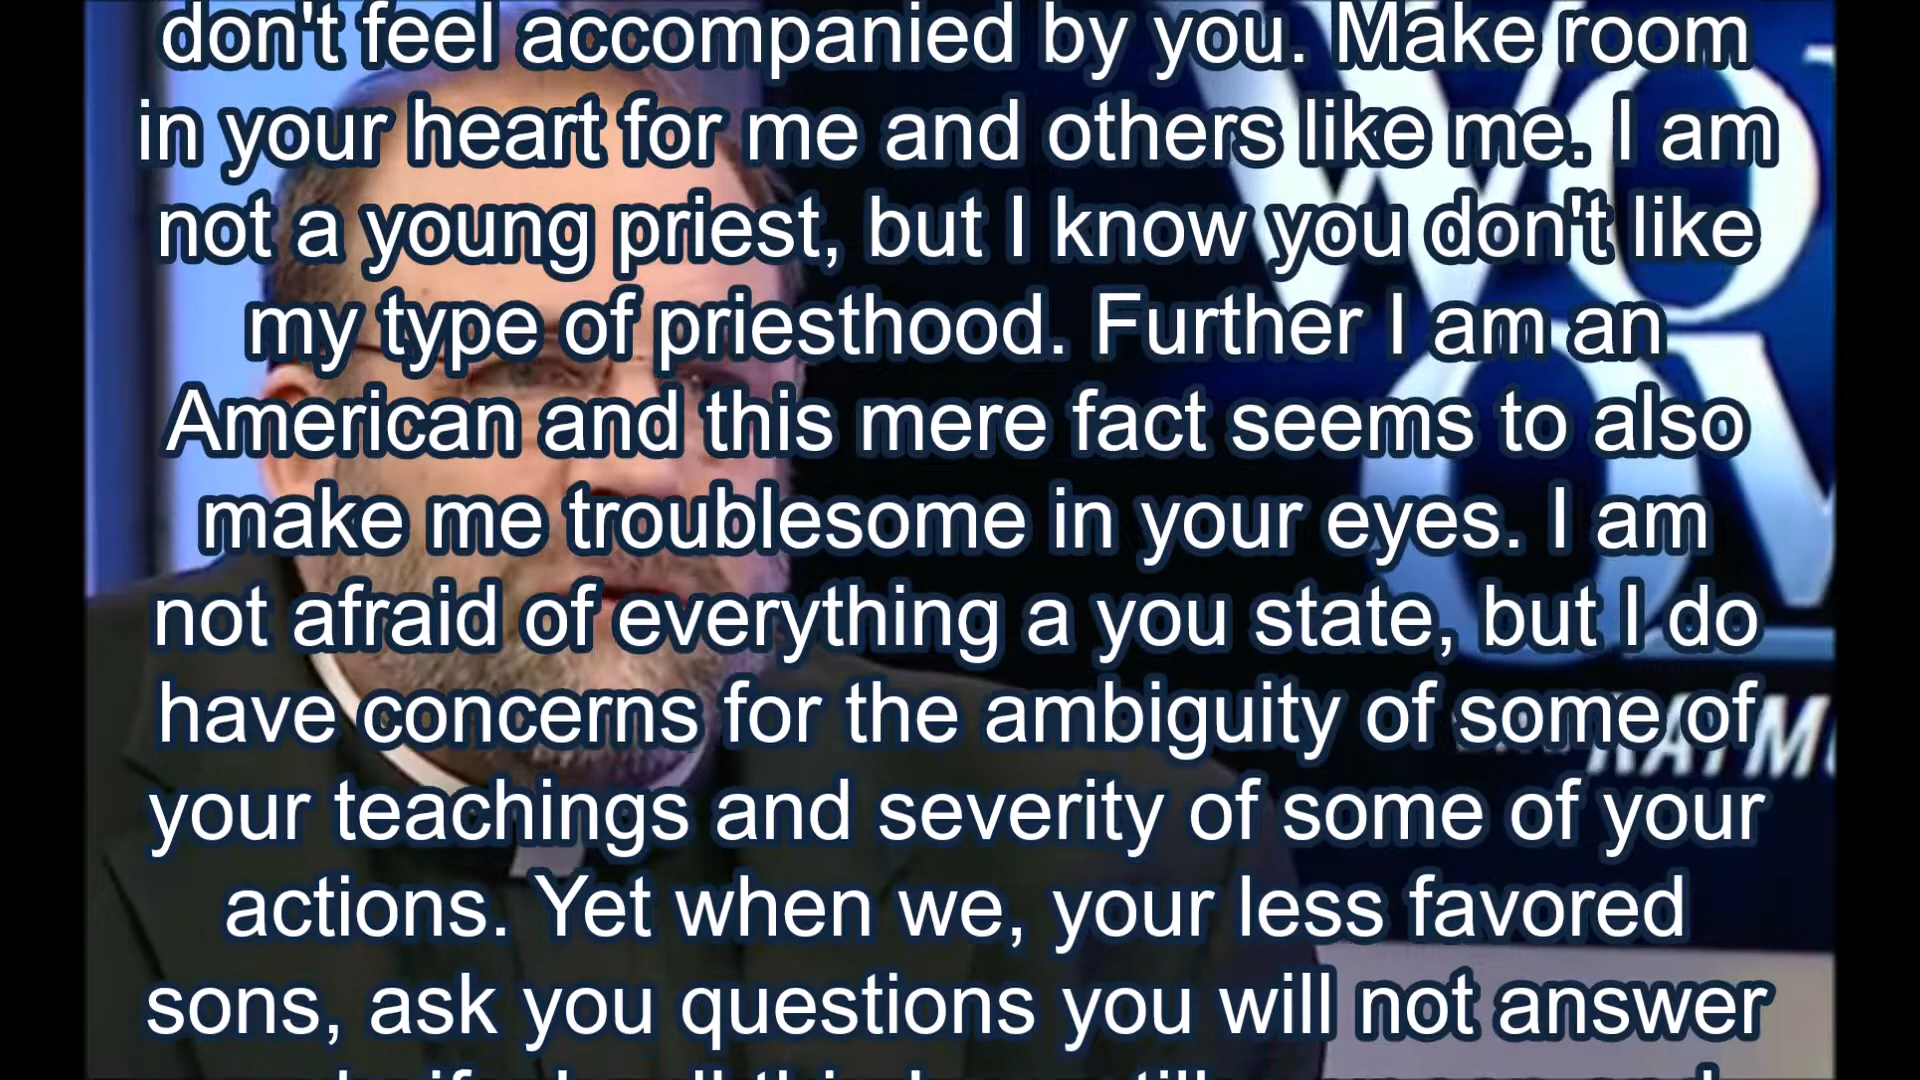 don't feel accompanied by you. Make room
in your heart for me and others like me. I am
not a young priest, but I know you don't like
my type of priesthood. Further I am an
American and this mere fact seems to also
make me troublesome in your eyes. I am
not afraid of everything a you state, but I do
have concerns for the ambiguity of some of
your teachings and severity of some of your
actions. Yet when we, your less favored
sons, ask you questions you will not answer
WO
OV
RAYM